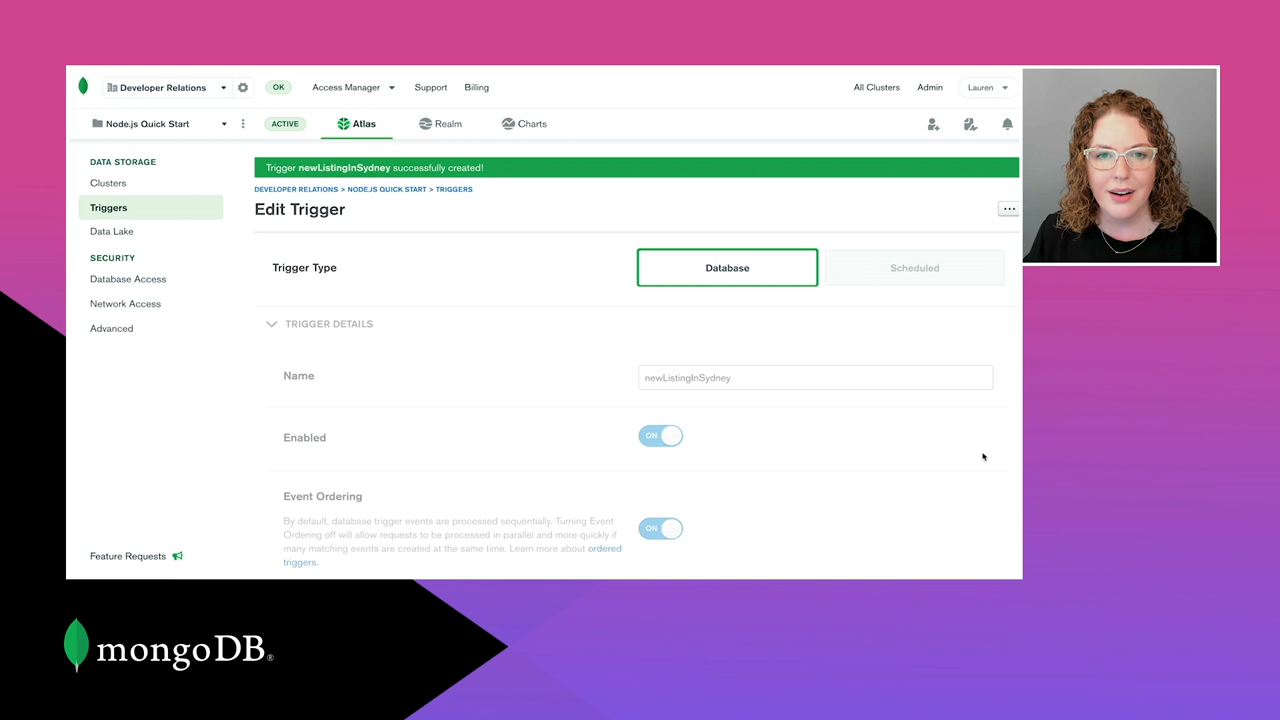 Developer Relations
OK
Access Manager
Support
Billing
All Clusters
Admin
Lauren
Node.js Quick Start
ACTIVE
Atlas
Realm
Charts
DATA STORAGE
Clusters
Triggers
Data Lake
SECURITY
Database Access
Network Access
Advanced
Feature Requests
Trigger newListingInSydney successfully created!
DEVELOPER RELATIONS > NODE.JS QUICK START > TRIGGERS
Edit Trigger
Trigger Type
Database
Scheduled
TRIGGER DETAILS
Name
newListingInSydney
Enabled
ON
Event Ordering
By default, database trigger events are processed sequentially. Turning Event
Ordering off will allow requests to be processed in parallel and more quickly if
many matching events are created at the same time. Learn more about ordered
triggers.
ON
mongoDB®